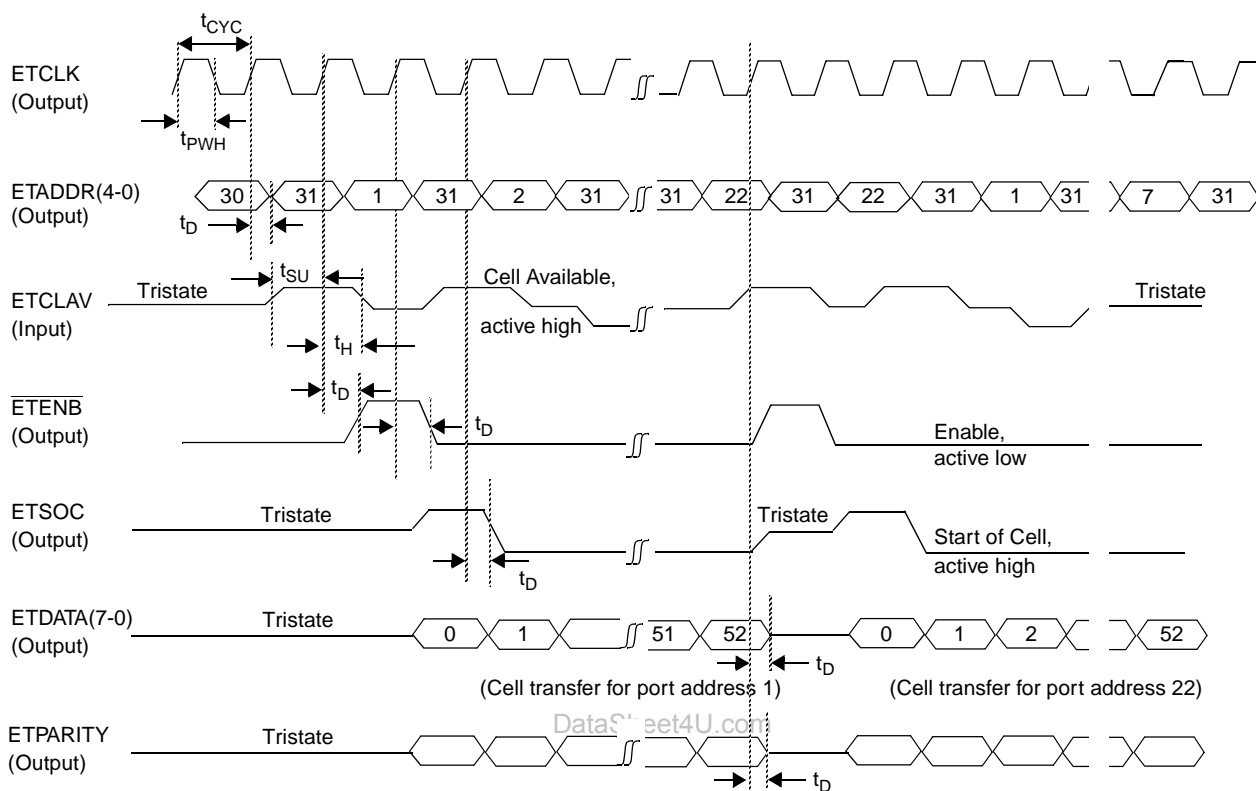 tCYC
ETCLK
(Output)
tPWH
ETADDR(4-0)
(Output)
30 31 1 31 2 31 31 22 31 22 31 1 31 7 31
tD
tSU
ETCLAV
(Input)
Tristate
Cell Available,
active high
Tristate
tH
tD
ETENB
(Output)
tD
Enable,
active low
ETSOC
(Output)
Tristate
Tristate
Start of Cell,
active high
tD
ETDATA(7-0)
(Output)
Tristate
0 1 51 52 0 1 2 52
tD
(Cell transfer for port address 1) (Cell transfer for port address 22)
ETPARITY
(Output)
Tristate
tD